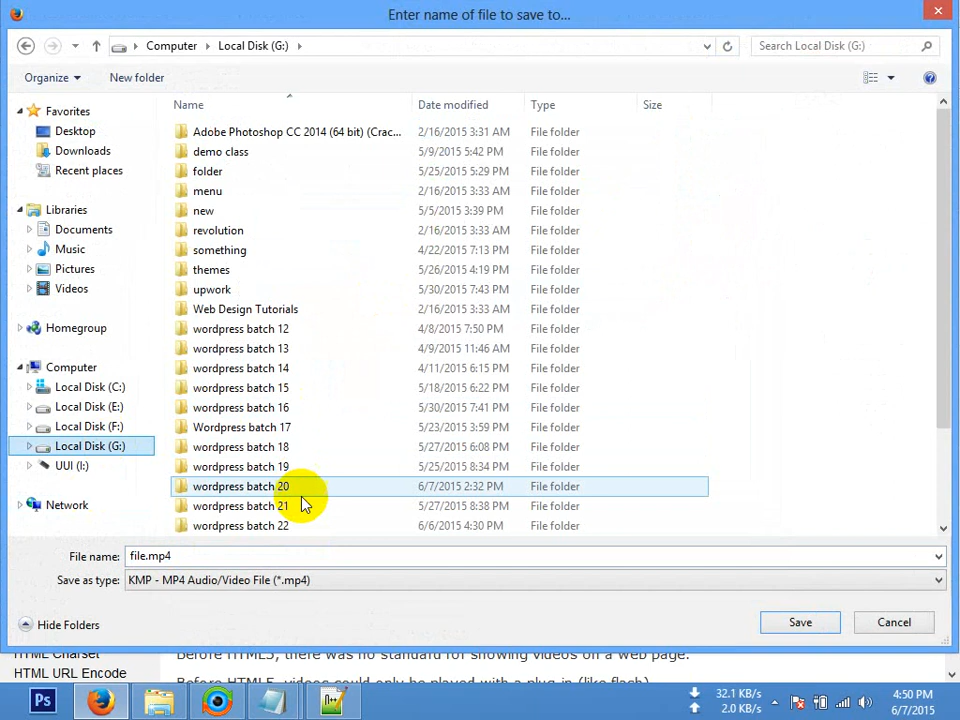 Enter name of file to save to...
Computer
Local Disk (G:)
Search Local Disk (G:)
Organize
New folder
Name
Date modified
Type
Size
Favorites
Desktop
Downloads
Recent places
Libraries
Documents
Music
Pictures
Videos
Homegroup
Computer
Local Disk (C:)
Local Disk (E:)
Local Disk (F:)
Local Disk (G:)
UUI (I:)
Network
Adobe Photoshop CC 2014 (64 bit) (Crac... 2/16/2015 3:31 AM File folder
demo class 5/9/2015 5:42 PM File folder
folder 5/25/2015 5:29 PM File folder
menu 2/16/2015 3:33 AM File folder
new 5/5/2015 3:39 PM File folder
revolution 2/16/2015 3:33 AM File folder
something 4/22/2015 7:13 PM File folder
themes 5/26/2015 4:19 PM File folder
upwork 5/30/2015 7:43 PM File folder
Web Design Tutorials 2/16/2015 3:33 AM File folder
wordpress batch 12 4/8/2015 7:50 PM File folder
wordpress batch 13 4/9/2015 11:46 AM File folder
wordpress batch 14 4/11/2015 6:15 PM File folder
wordpress batch 15 5/18/2015 6:22 PM File folder
wordpress batch 16 5/30/2015 7:41 PM File folder
Wordpress batch 17 5/23/2015 3:59 PM File folder
wordpress batch 18 5/27/2015 6:08 PM File folder
wordpress batch 19 5/25/2015 8:34 PM File folder
wordpress batch 20 6/7/2015 2:32 PM File folder
wordpress batch 21 5/27/2015 8:38 PM File folder
wordpress batch 22 6/6/2015 4:30 PM File folder
File name: file.mp4
Save as type: KMP - MP4 Audio/Video File (*.mp4)
Hide Folders
Save
Cancel
HTML Charset
HTML URL Encode
Before HTML5, there was no standard for showing videos on a web page.
Before HTML5, videos could only be played with a plug-in (like flash).
Ps
32.1 KB/s
2.0 KB/s
4:50 PM
6/7/2015